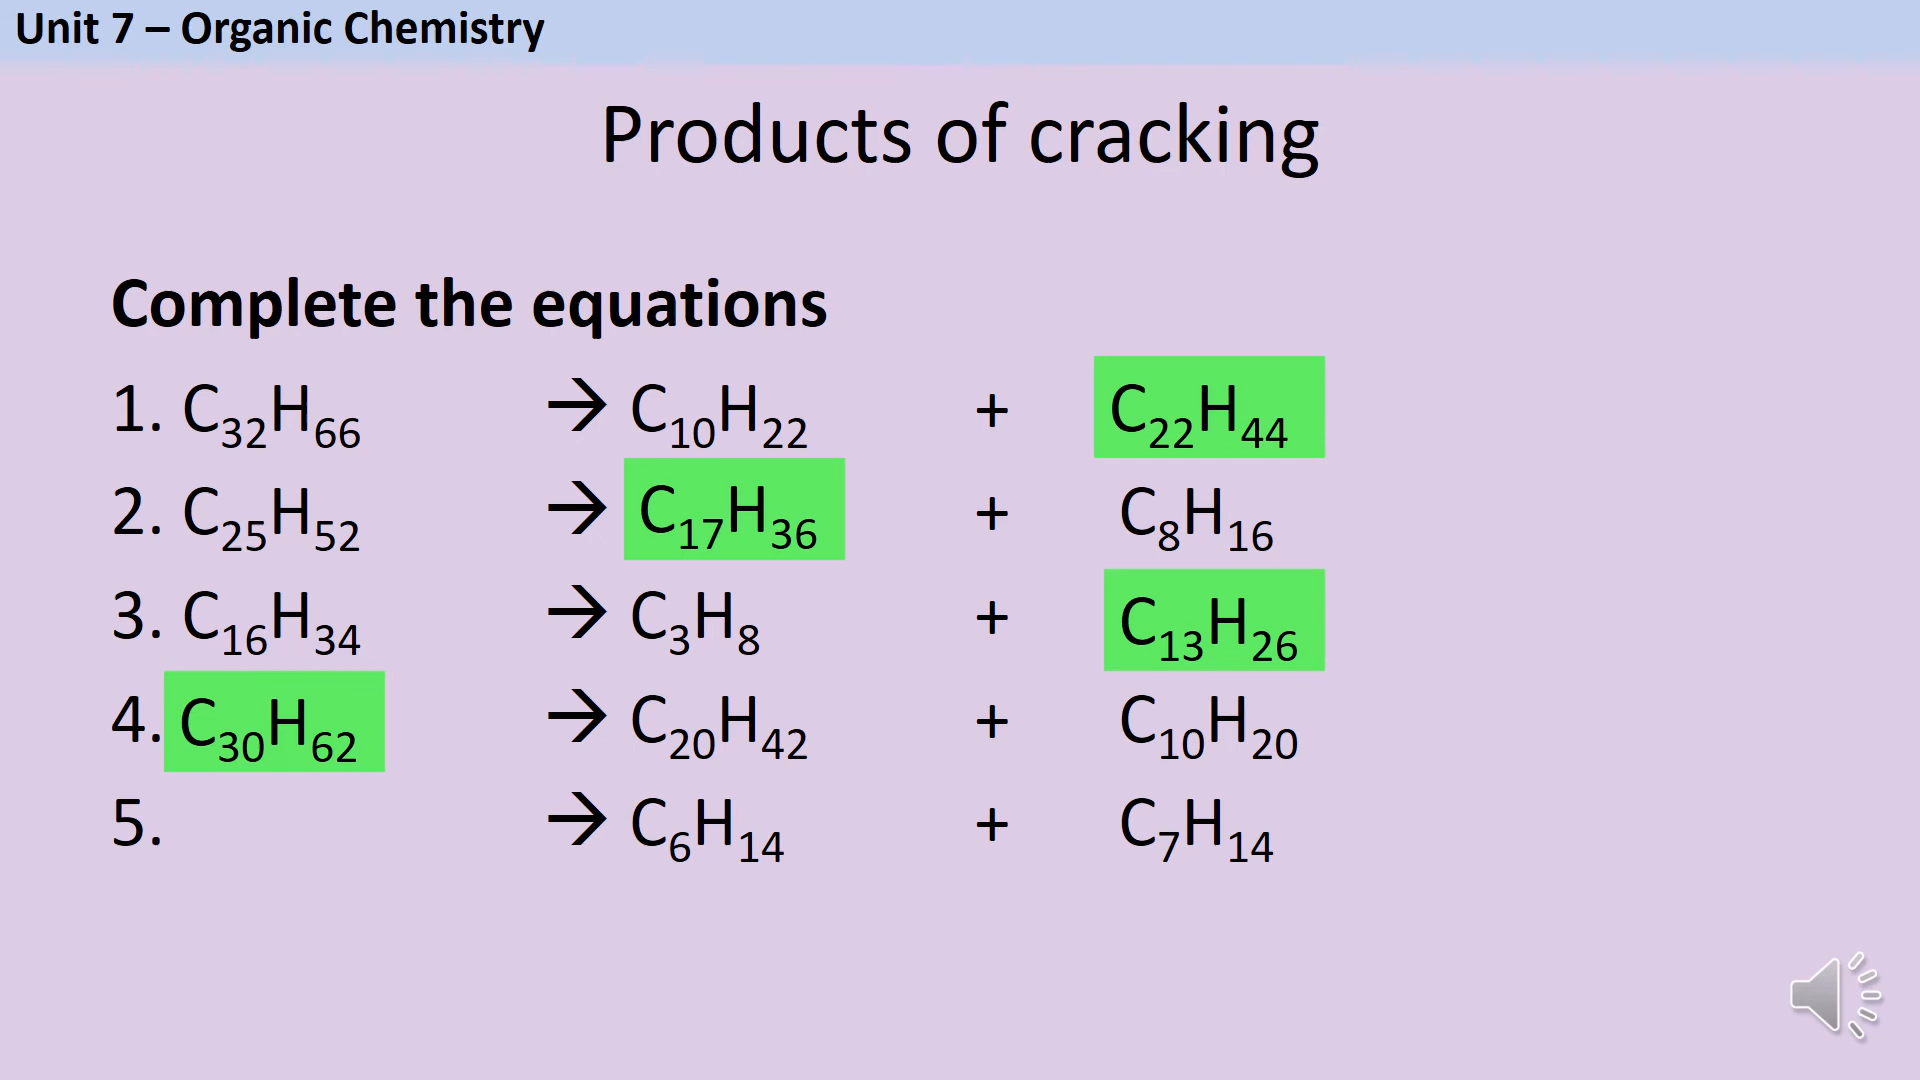 Unit 7 – Organic Chemistry
Products of cracking
Complete the equations
1. C₃₂H₆₆ → C₁₀H₂₂ + C₂₂H₄₄
2. C₂₅H₅₂ → C₁₇H₃₆ + C₈H₁₆
3. C₁₆H₃₄ → C₃H₈ + C₁₃H₂₆
4. C₃₀H₆₂ → C₂₀H₄₂ + C₁₀H₂₀
5. → C₆H₁₄ + C₇H₁₄